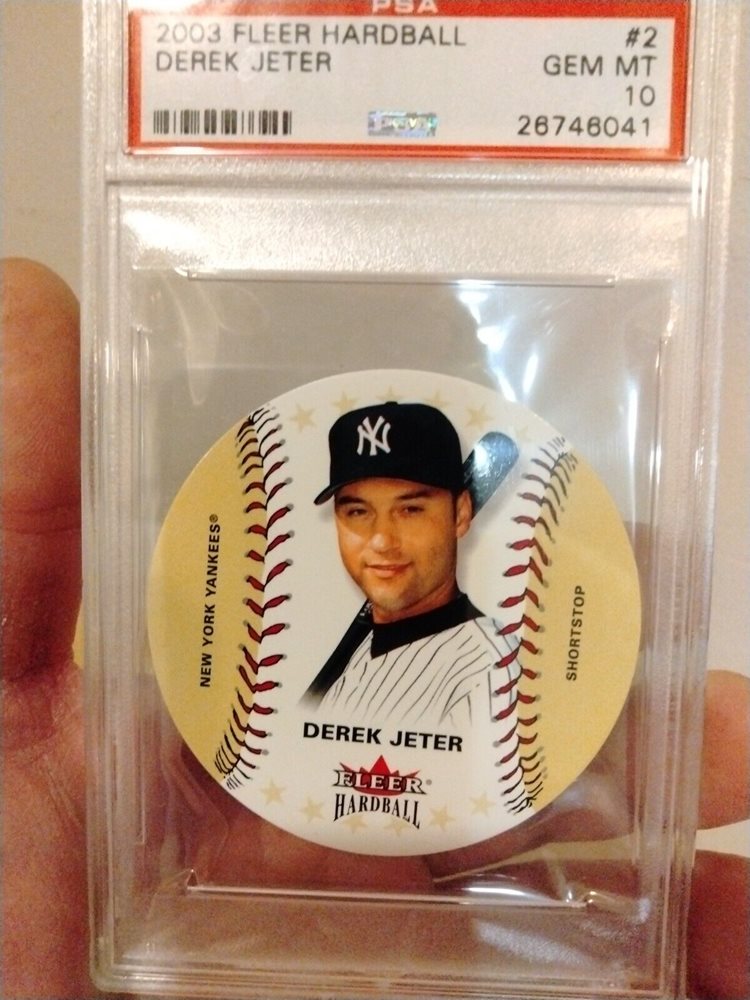 PSA
2003 FLEER HARDBALL #2
DEREK JETER GEM MT
10
26746041
NY
NEW YORK YANKEES®
SHORTSTOP
DEREK JETER
FLEER®
HARDBALL